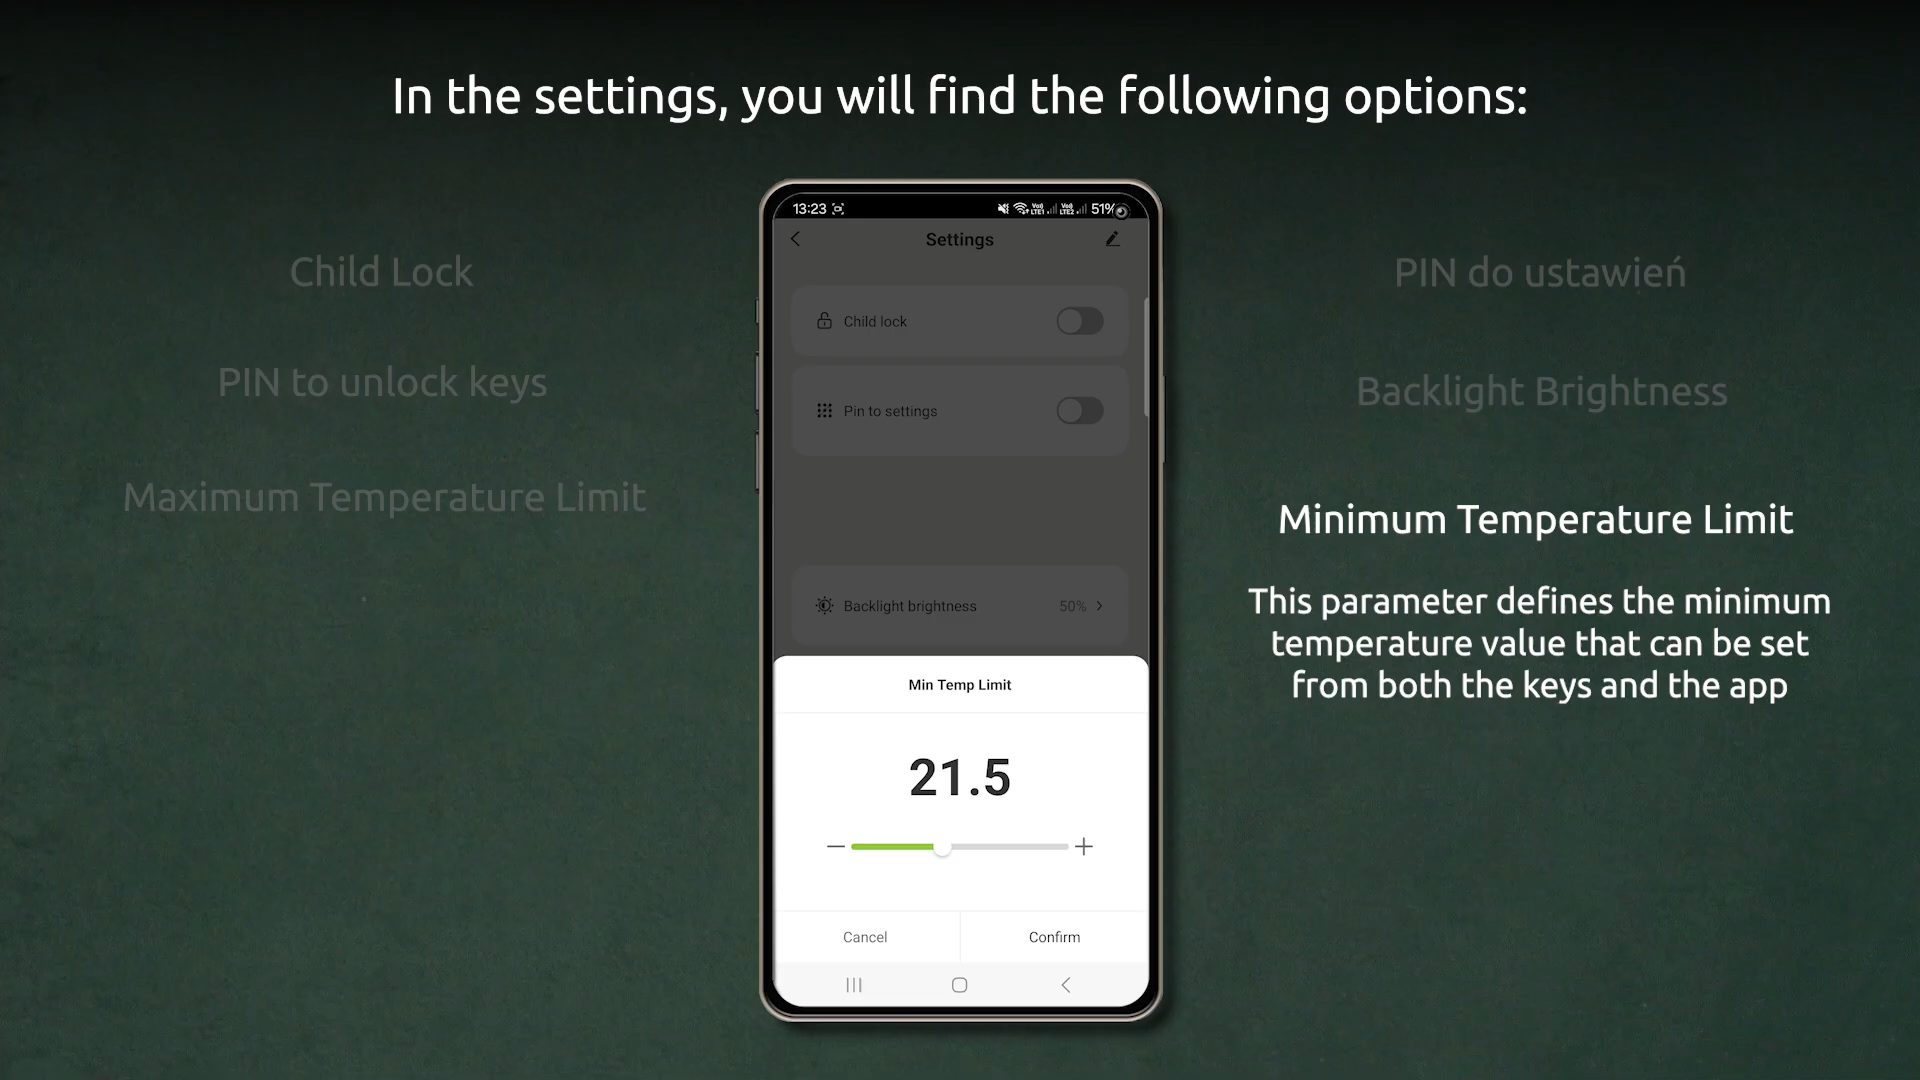 In the settings, you will find the following options:
Child Lock
PIN to unlock keys
Maximum Temperature Limit
13:23
51%
Settings
Child lock
Pin to settings
Backlight brightness 50%
Min Temp Limit
21.5
Cancel Confirm
PIN do ustawień
Backlight Brightness
Minimum Temperature Limit
This parameter defines the minimum
temperature value that can be set
from both the keys and the app